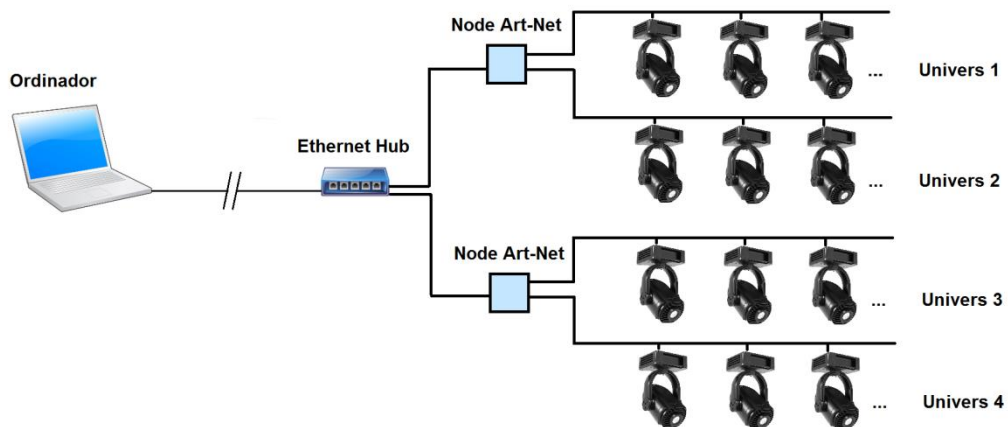 Node Art-Net
Ordinador
... Univers 1
Ethernet Hub
... Univers 2
Node Art-Net
... Univers 3
... Univers 4